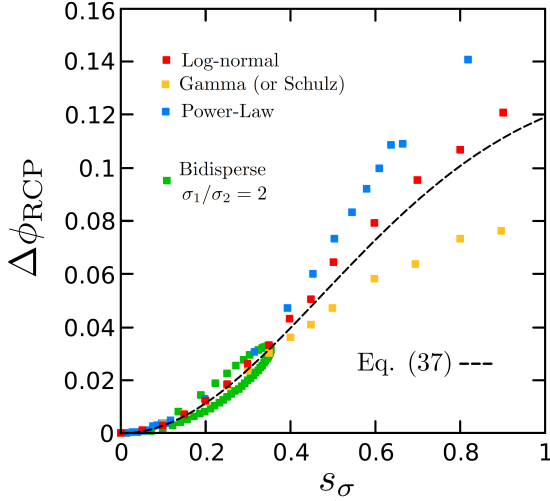 0.16
0.14
0.12
0.1
0.08
0.06
0.04
0.02
0
Δϕ_RCP
Log-normal
Gamma (or Schulz)
Power-Law
Bidisperse
σ₁/σ₂ = 2
Eq. (37)
0 0.2 0.4 0.6 0.8 1
s_σ